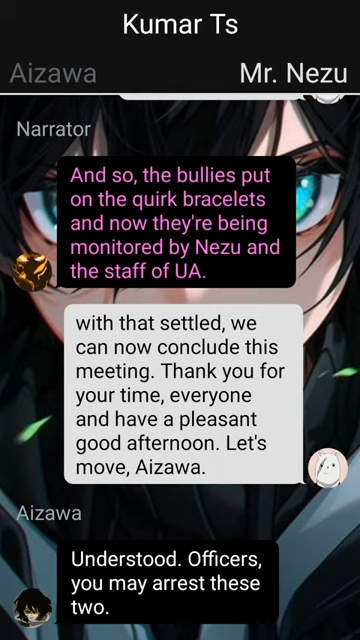 Kumar Ts
Aizawa
Mr. Nezu
Narrator
And so, the bullies put
on the quirk bracelets
and now they're being
monitored by Nezu and
the staff of UA.
with that settled, we
can now conclude this
meeting. Thank you for
your time, everyone
and have a pleasant
good afternoon. Let's
move, Aizawa.
Aizawa
Understood. Officers,
you may arrest these
two.